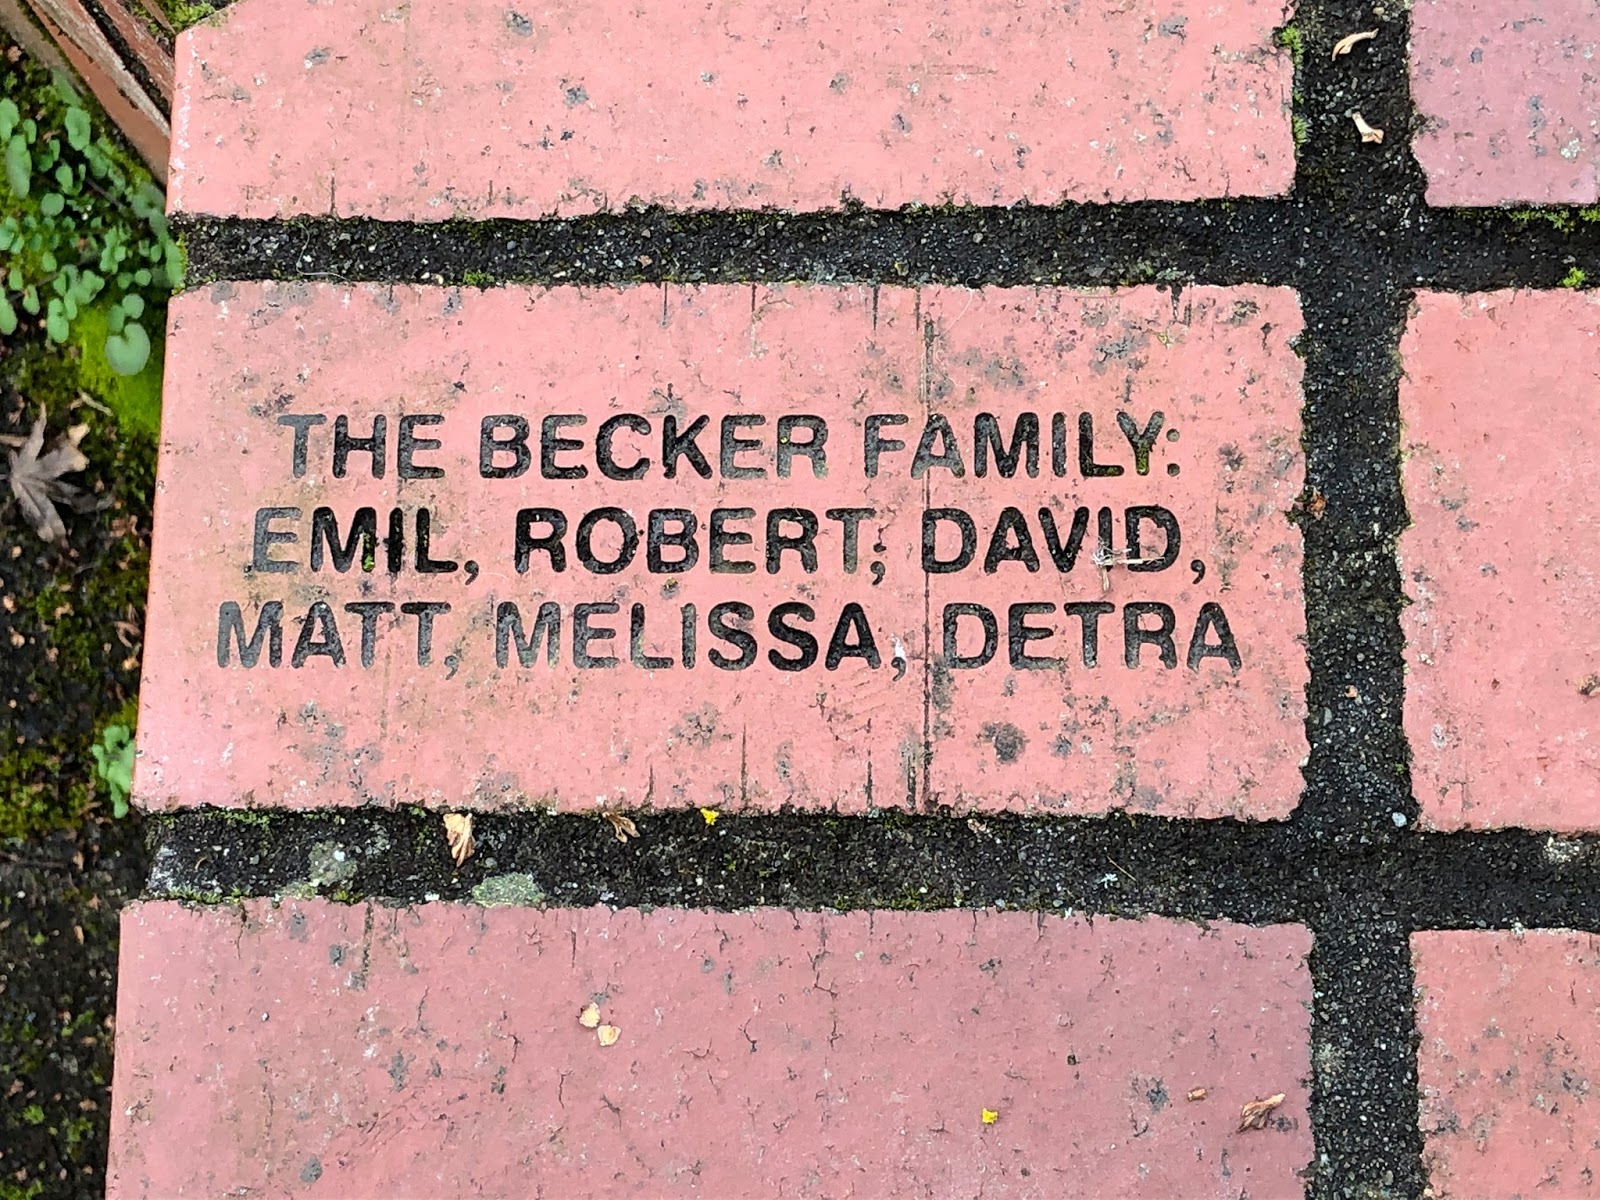 THE BECKER FAMILY:
EMIL, ROBERT, DAVID,
MATT, MELISSA, DETRA